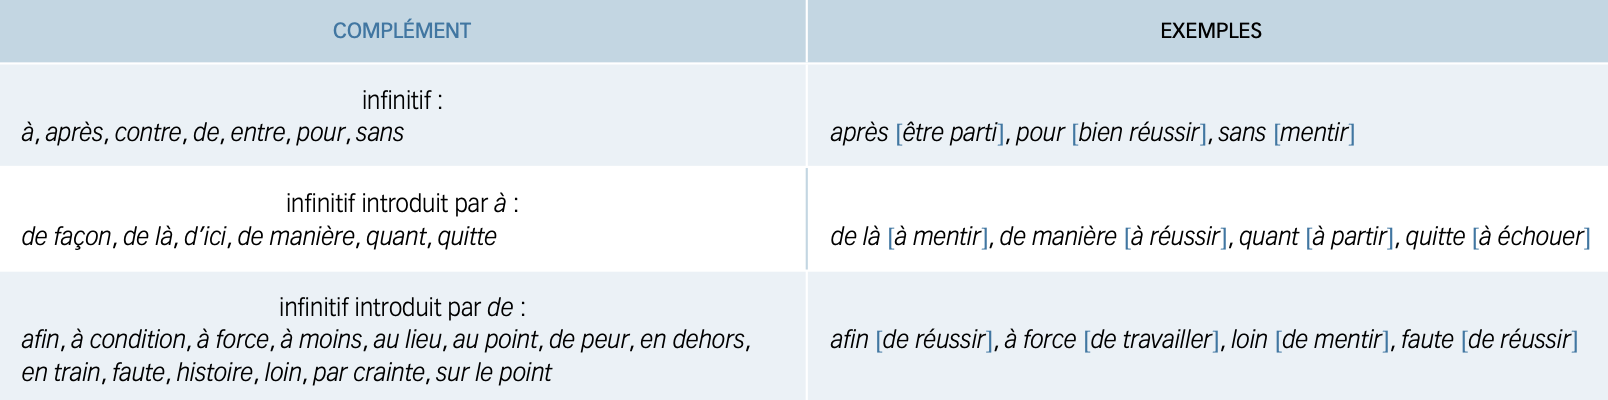 COMPLÉMENT
EXEMPLES
infinitif :
à, après, contre, de, entre, pour, sans
après [être parti], pour [bien réussir], sans [mentir]
infinitif introduit par à :
de façon, de là, d’ici, de manière, quant, quitte
de là [à mentir], de manière [à réussir], quant [à partir], quitte [à échouer]
infinitif introduit par de :
afin, à condition, à force, à moins, au lieu, au point, de peur, en dehors,
en train, faute, histoire, loin, par crainte, sur le point
afin [de réussir], à force [de travailler], loin [de mentir], faute [de réussir]